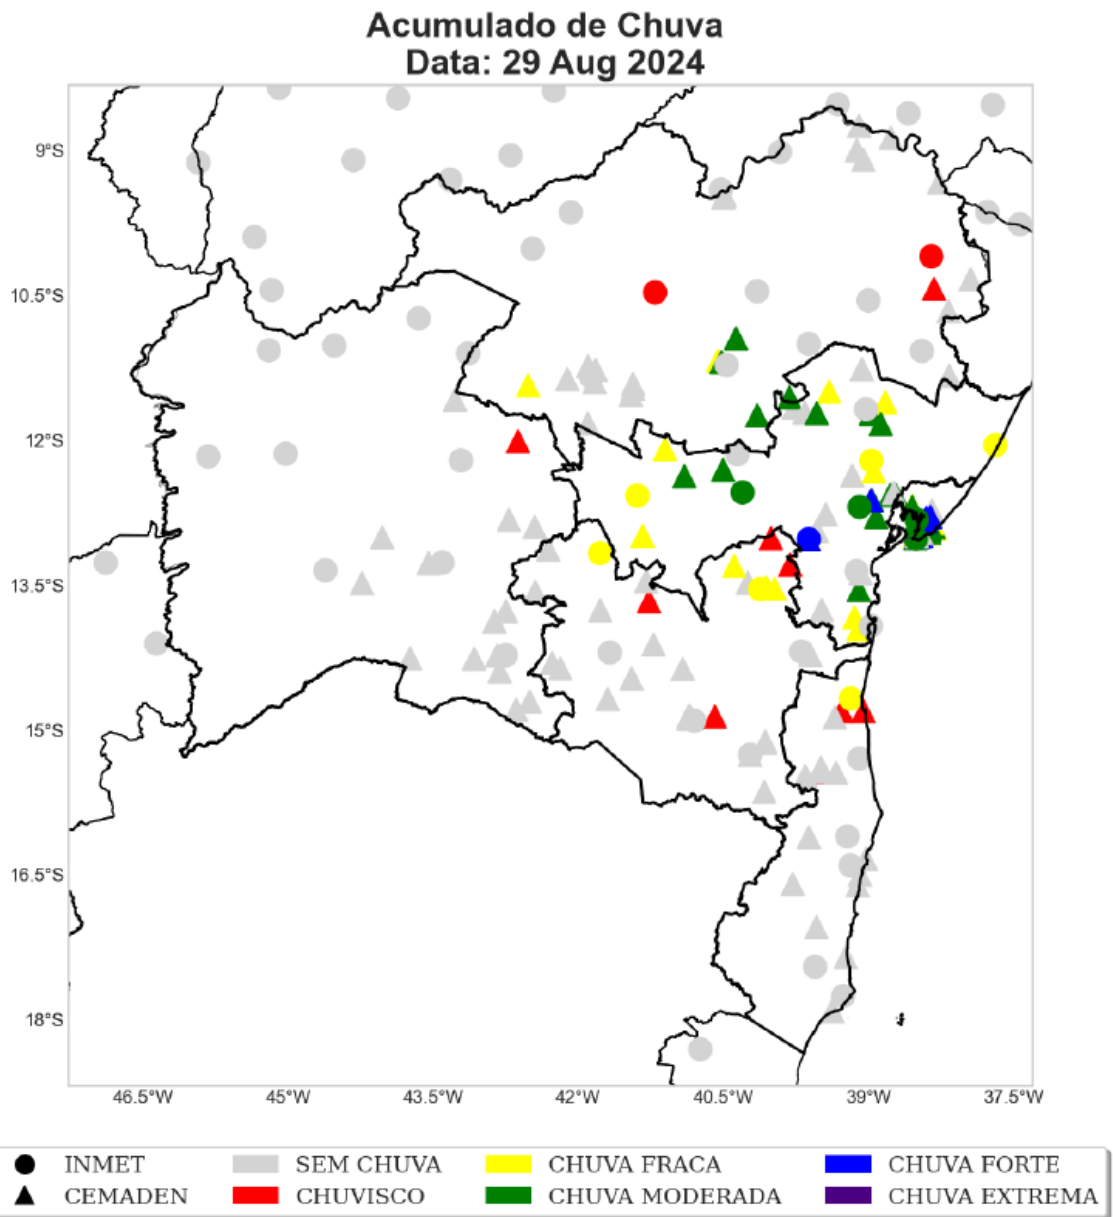 Acumulado de Chuva
Data: 29 Aug 2024
9°S
10.5°S
12°S
13.5°S
15°S
16.5°S
18°S
46.5°W 45°W 43.5°W 42°W 40.5°W 39°W 37.5°W
INMET SEM CHUVA CHUVA FRACA CHUVA FORTE
CEMADEN CHUVISCO CHUVA MODERADA CHUVA EXTREMA